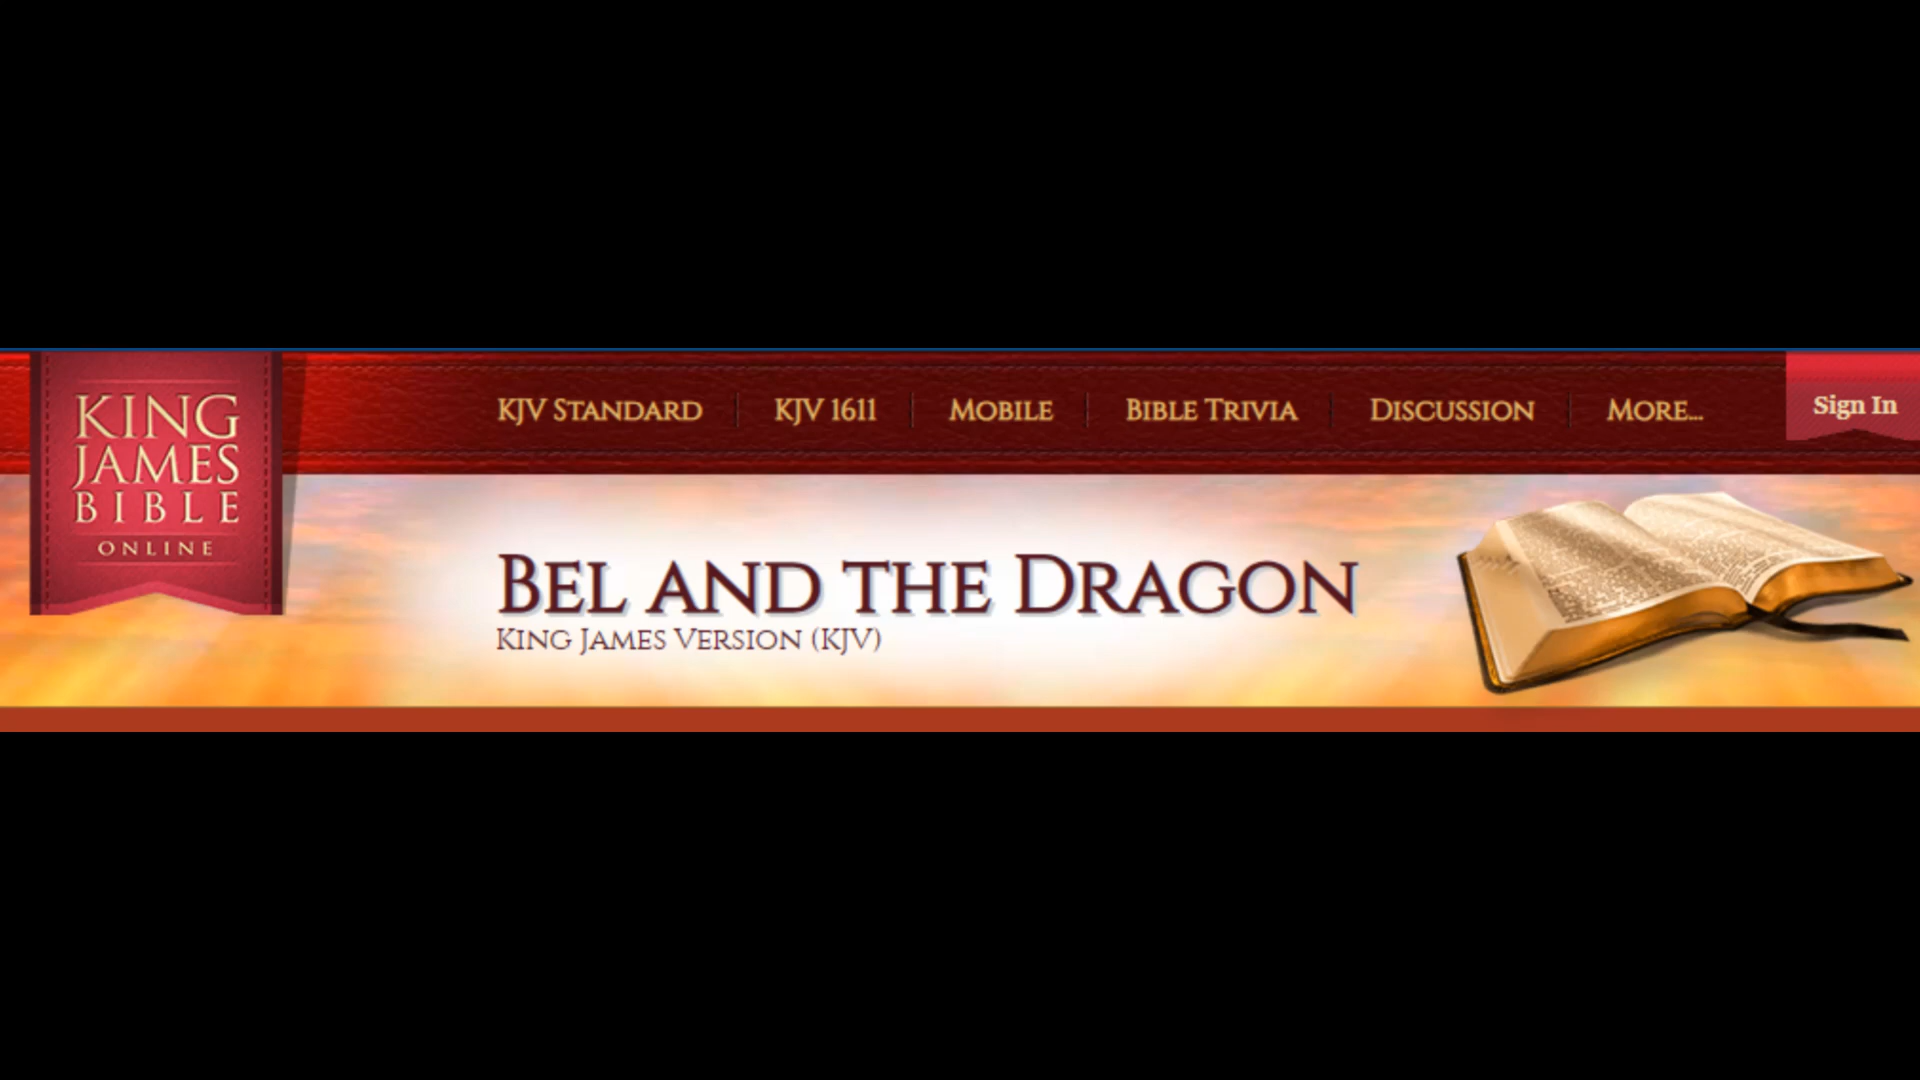 KING
JAMES
BIBLE
ONLINE
KJV STANDARD
KJV 1611
MOBILE
BIBLE TRIVIA
DISCUSSION
MORE...
Sign In
BEL AND THE DRAGON
KING JAMES VERSION (KJV)